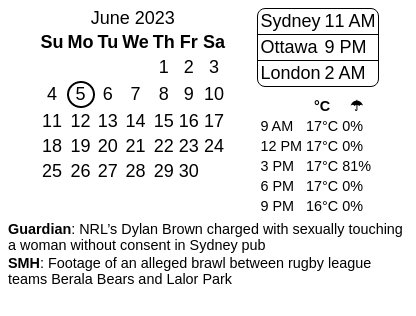 June 2023
Su Mo Tu We Th Fr Sa
1 2 3
4 5 6 7 8 9 10
11 12 13 14 15 16 17
18 19 20 21 22 23 24
25 26 27 28 29 30
Sydney 11 AM
Ottawa 9 PM
London 2 AM
°C ☂
9 AM 17°C 0%
12 PM 17°C 0%
3 PM 17°C 81%
6 PM 17°C 0%
9 PM 16°C 0%
Guardian: NRL's Dylan Brown charged with sexually touching
a woman without consent in Sydney pub
SMH: Footage of an alleged brawl between rugby league
teams Berala Bears and Lalor Park